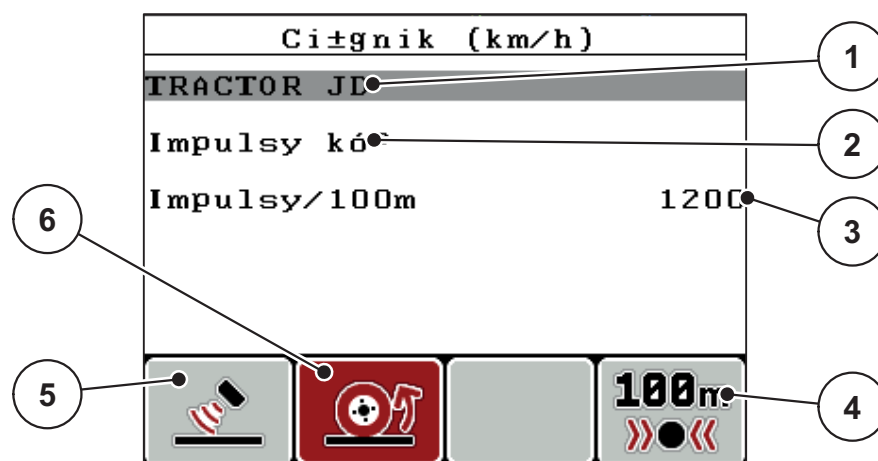 Ci±gnik (km/h)
TRACTOR JD
Impulsy kó
Impulsy/100m 1200
100m
1
2
3
4
5
6